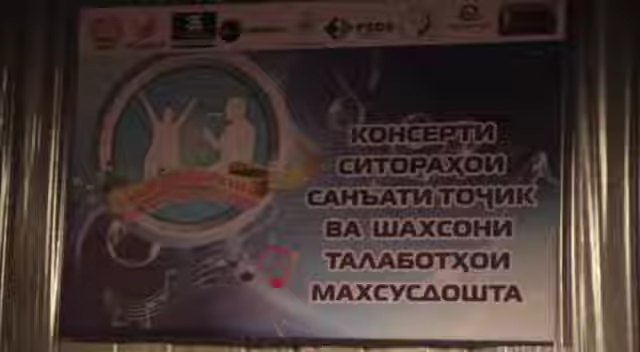 КОНСЕРТИ
СИТОРАҲОИ
САНЪАТИ ТОҶИК
ВА ШАХСОНИ
ТАЛАБОТҲОИ
МАХСУСДОШТА